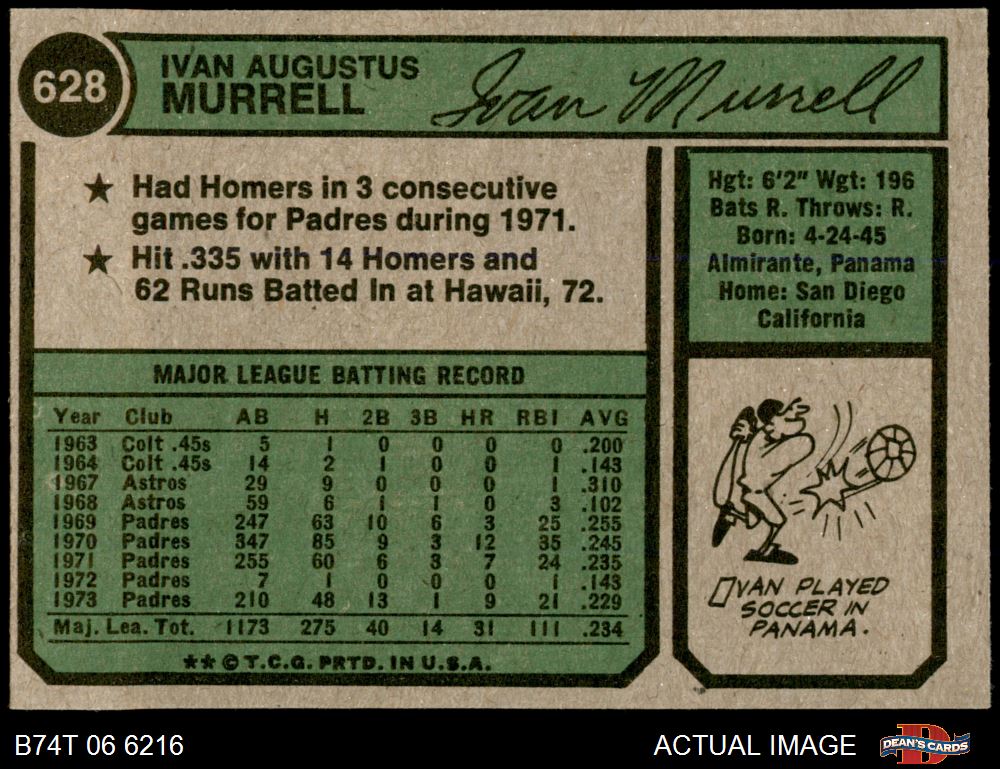 628
IVAN AUGUSTUS
MURRELL
Ivan Murrell
★ Had Homers in 3 consecutive
games for Padres during 1971.
★ Hit .335 with 14 Homers and
62 Runs Batted In at Hawaii, 72.
Hgt: 6'2" Wgt: 196
Bats R. Throws: R.
Born: 4-24-45
Almirante, Panama
Home: San Diego
California
MAJOR LEAGUE BATTING RECORD
Year Club AB H 2B 3B HR RBI AVG
1963 Colt .45s 5 1 0 0 0 0 .200
1964 Colt .45s 14 2 1 0 0 1 .143
1967 Astros 29 9 0 0 0 1 .310
1968 Astros 59 6 1 1 0 3 .102
1969 Padres 247 63 10 6 3 25 .255
1970 Padres 347 85 9 3 12 35 .245
1971 Padres 255 60 6 3 7 24 .235
1972 Padres 7 1 0 0 0 1 .143
1973 Padres 210 48 13 1 9 21 .229
Maj. Lea. Tot. 1173 275 40 14 31 111 .234
★★ © T.C.G. PRTD. IN U.S.A.
IVAN PLAYED
SOCCER IN
PANAMA.
B74T 06 6216
ACTUAL IMAGE
DEAN'S CARDS